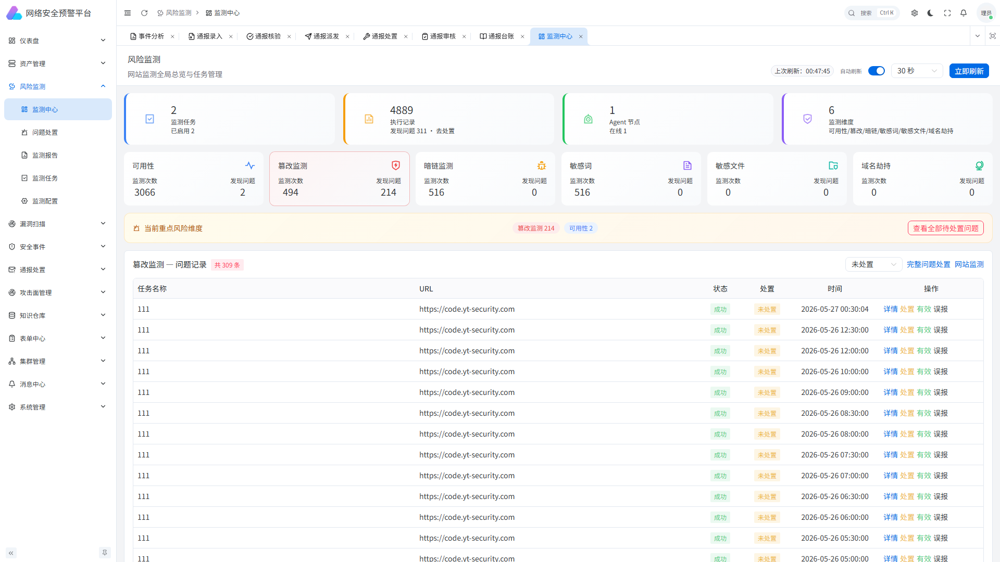 网络安全预警平台
风险监测 > 监测中心
搜索 Ctrl K
理员
仪表盘
资产管理
风险监测
监测中心
问题处置
监测报告
监测任务
监测配置
漏洞扫描
安全事件
通报处置
攻击面管理
知识仓库
表单中心
集群管理
消息中心
系统管理
事件分析 × 通报录入 × 通报核验 × 通报派发 × 通报处置 × 通报审核 × 通报台账 × 监测中心 ×
风险监测
网站监测全局总览与任务管理
上次刷新：00:47:45 自动刷新 30 秒 立即刷新
2
监测任务
已启用 2
4889
执行记录
发现问题 311 · 去处置
1
Agent 节点
在线 1
6
监测维度
可用性/篡改/暗链/敏感词/敏感文件/域名劫持
可用性
监测次数 发现问题
3066 2
篡改监测
监测次数 发现问题
494 214
暗链监测
监测次数 发现问题
516 0
敏感词
监测次数 发现问题
516 0
敏感文件
监测次数 发现问题
0 0
域名劫持
监测次数 发现问题
0 0
当前重点风险维度 篡改监测 214 可用性 2 查看全部待处置问题
篡改监测 — 问题记录 共 309 条 未处置 完整问题处置 网站监测
任务名称 URL 状态 处置 时间 操作
111 https://code.yt-security.com 成功 未处置 2026-05-27 00:30:04 详情 处置 有效 误报
111 https://code.yt-security.com 成功 未处置 2026-05-26 12:30:00 详情 处置 有效 误报
111 https://code.yt-security.com 成功 未处置 2026-05-26 12:00:00 详情 处置 有效 误报
111 https://code.yt-security.com 成功 未处置 2026-05-26 10:00:00 详情 处置 有效 误报
111 https://code.yt-security.com 成功 未处置 2026-05-26 09:00:00 详情 处置 有效 误报
111 https://code.yt-security.com 成功 未处置 2026-05-26 08:30:00 详情 处置 有效 误报
111 https://code.yt-security.com 成功 未处置 2026-05-26 08:00:00 详情 处置 有效 误报
111 https://code.yt-security.com 成功 未处置 2026-05-26 07:30:00 详情 处置 有效 误报
111 https://code.yt-security.com 成功 未处置 2026-05-26 07:00:00 详情 处置 有效 误报
111 https://code.yt-security.com 成功 未处置 2026-05-26 06:30:00 详情 处置 有效 误报
111 https://code.yt-security.com 成功 未处置 2026-05-26 06:00:00 详情 处置 有效 误报
111 https://code.yt-security.com 成功 未处置 2026-05-26 05:30:00 详情 处置 有效 误报
111 https://code.yt-security.com 成功 未处置 2026-05-26 05:00:00 详情 处置 有效 误报